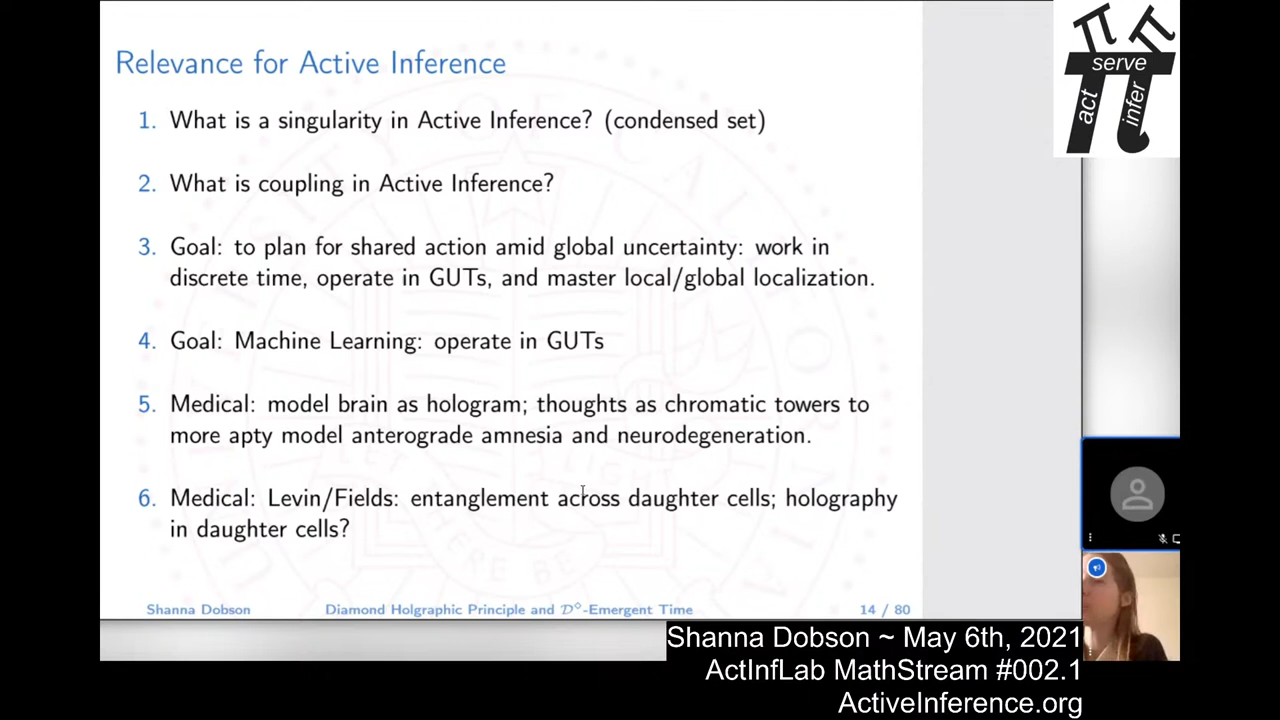 Relevance for Active Inference
1. What is a singularity in Active Inference? (condensed set)
2. What is coupling in Active Inference?
3. Goal: to plan for shared action amid global uncertainty: work in
discrete time, operate in GUTs, and master local/global localization.
4. Goal: Machine Learning: operate in GUTs
5. Medical: model brain as hologram; thoughts as chromatic towers to
more apty model anterograde amnesia and neurodegeneration.
6. Medical: Levin/Fields: entanglement across daughter cells; holography
in daughter cells?
Shanna Dobson Diamond Holgraphic Principle and 𝒟^⋄-Emergent Time 14 / 80
π π
serve
act
infer
Shanna Dobson ~ May 6th, 2021
ActInfLab MathStream #002.1
ActiveInference.org